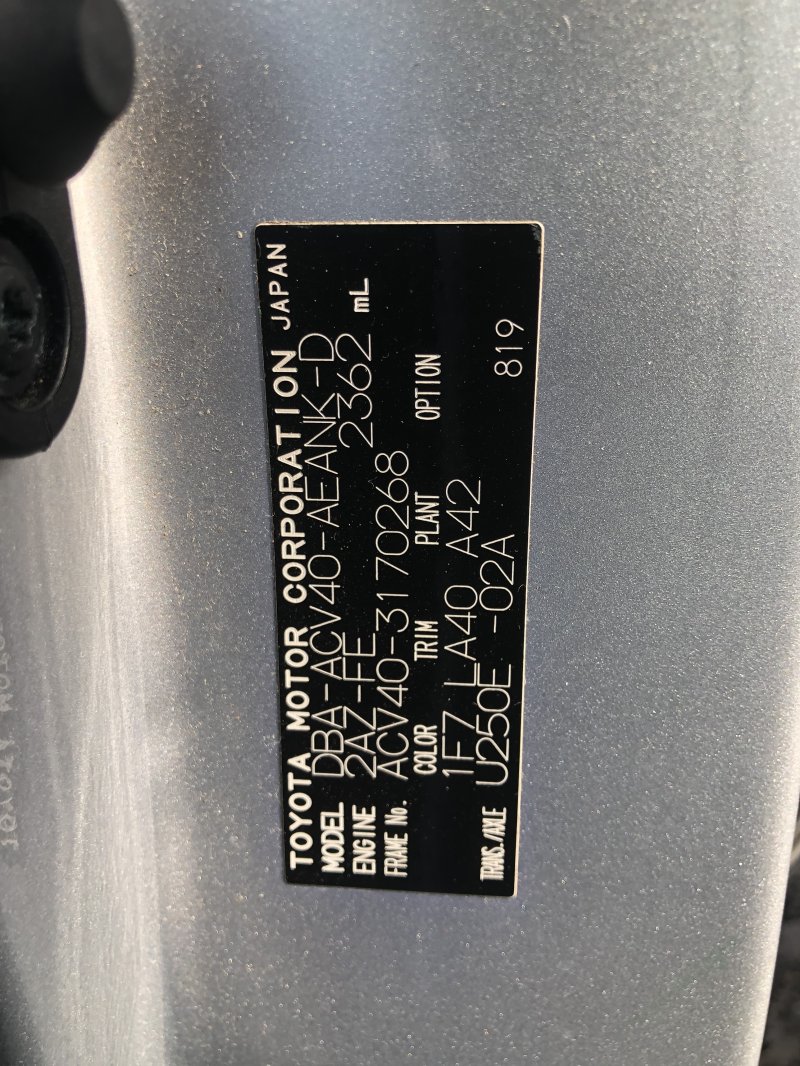 TOYOTA MOTOR CORPORATION JAPAN
MODEL DBA-ACV40-AEANK-D
ENGINE 2AZ-FE 2362 mL
FRAME No. ACV40-3170268
COLOR TRIM PLANT OPTION
1F7 LA40 A42
TRANS./AXLE U250E -02A 819